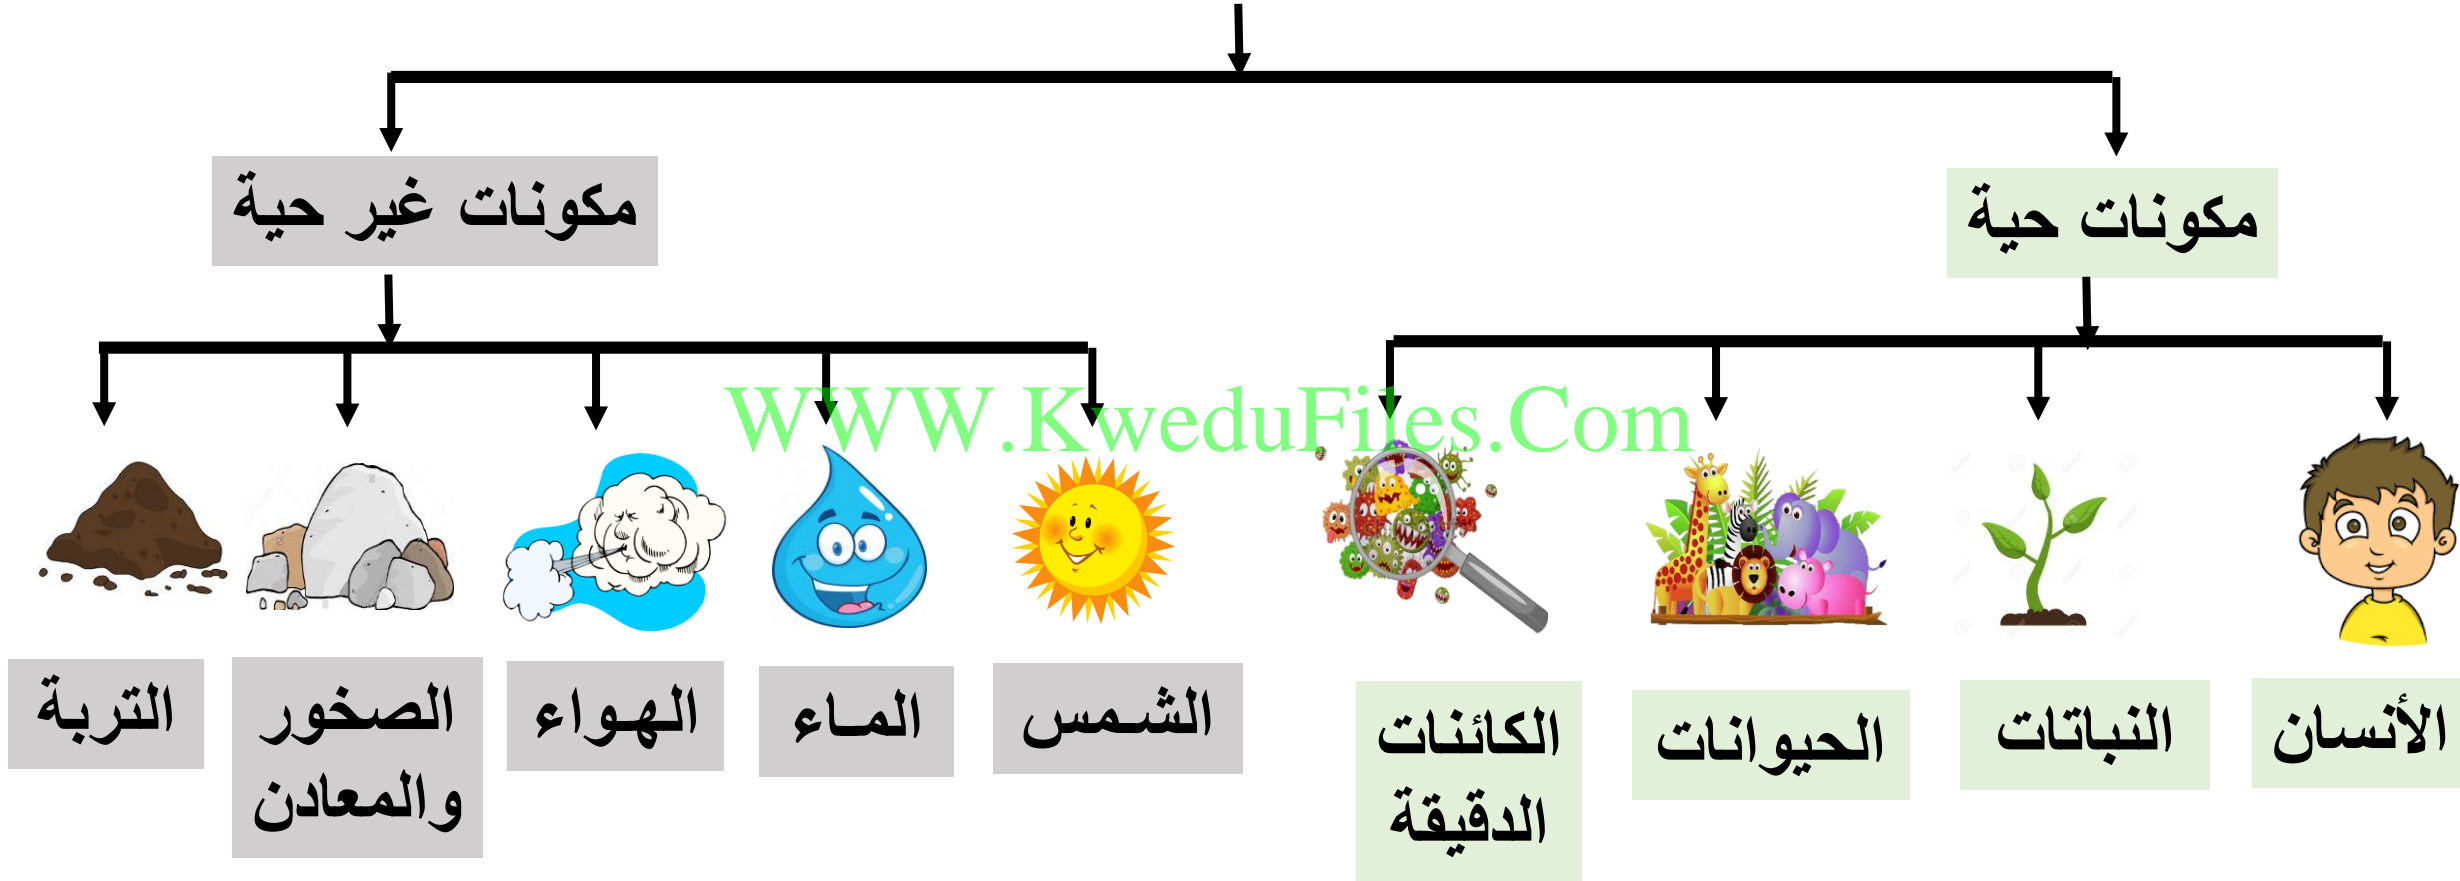 مكونات حية
مكونات غير حية
WWW.KweduFiles.Com
الأنسان
النباتات
الحيوانات
الكائنات
الدقيقة
الشمس
الماء
الهواء
الصخور
والمعادن
التربة